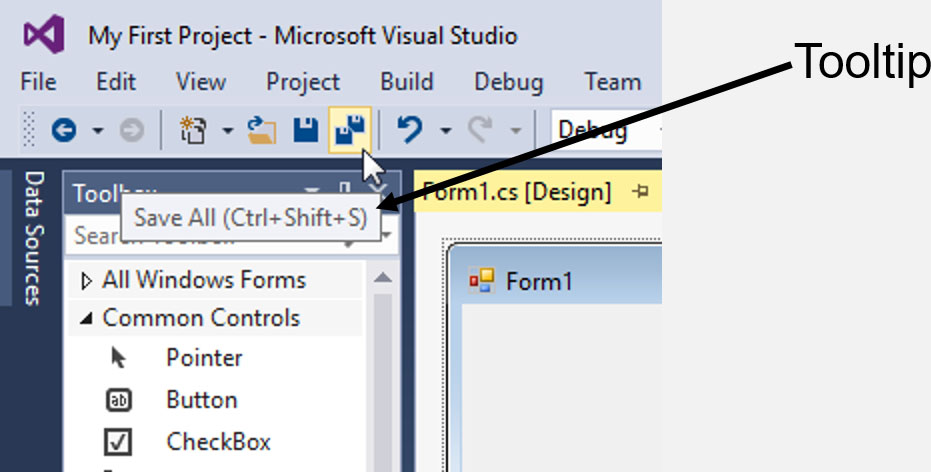 My First Project - Microsoft Visual Studio
Tooltip
File Edit View Project Build Debug Team
Debug
Data Sources
Form1.cs [Design]
Save All (Ctrl+Shift+S)
All Windows Forms
Form1
Common Controls
Pointer
ab Button
CheckBox